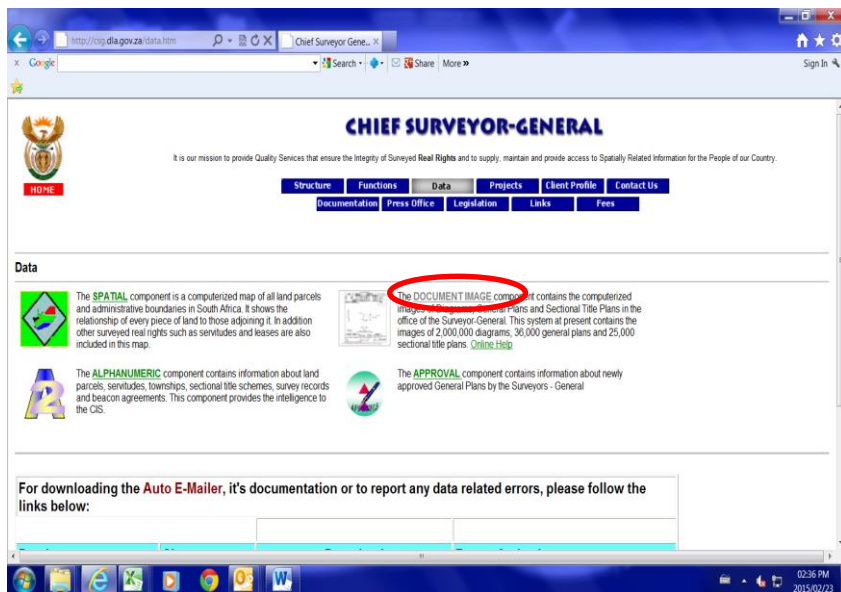 http://csg.dla.gov.za/data.htm
Chief Surveyor Gene...
x Google
Search
Share
More »
Sign In
CHIEF SURVEYOR-GENERAL
It is our mission to provide Quality Services that ensure the Integrity of Surveyed Real Rights and to supply, maintain and provide access to Spatially Related Information for the People of our Country.
HOME
Structure Functions Data Projects Client Profile Contact Us
Documentation Press Office Legislation Links Fees
Data
The SPATIAL component is a computerized map of all land parcels
and administrative boundaries in South Africa. It shows the
relationship of every piece of land to those adjoining it. In addition
other surveyed real rights such as servitudes and leases are also
included in this map.
The DOCUMENT IMAGE component contains the computerized
images of Diagrams, General Plans and Sectional Title Plans in the
office of the Surveyor-General. This system at present contains the
images of 2,000,000 diagrams, 36,000 general plans and 25,000
sectional title plans. Online Help
The ALPHANUMERIC component contains information about land
parcels, servitudes, townships, sectional title schemes, survey records
and beacon agreements. This component provides the intelligence to
the CIS.
The APPROVAL component contains information about newly
approved General Plans by the Surveyors - General
For downloading the Auto E-Mailer, it's documentation or to report any data related errors, please follow the
links below:
02:36 PM
2015/02/23